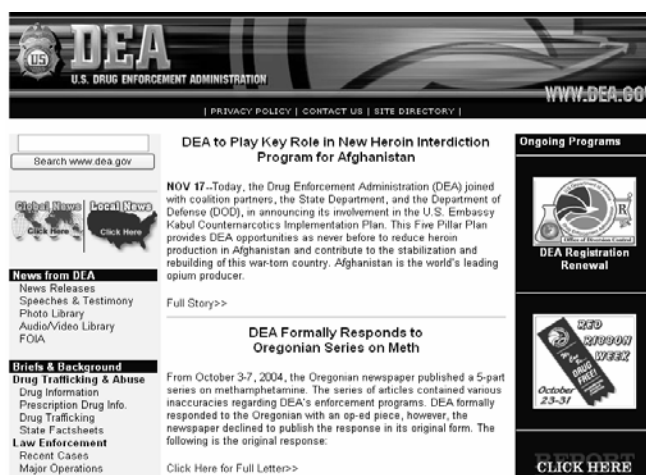 US
DEA
U.S. DRUG ENFORCEMENT ADMINISTRATION
WWW.DEA.GOV
| PRIVACY POLICY | CONTACT US | SITE DIRECTORY |
Search www.dea.gov
Global News
Click Here
Local News
Click Here
News from DEA
News Releases
Speeches & Testimony
Photo Library
Audio/Video Library
FOIA
Briefs & Background
Drug Trafficking & Abuse
Drug Information
Prescription Drug Info.
Drug Trafficking
State Factsheets
Law Enforcement
Recent Cases
Major Operations
DEA to Play Key Role in New Heroin Interdiction
Program for Afghanistan
NOV 17--Today, the Drug Enforcement Administration (DEA) joined
with coalition partners, the State Department, and the Department of
Defense (DOD), in announcing its involvement in the U.S. Embassy
Kabul Counternarcotics Implementation Plan. This Five Pillar Plan
provides DEA opportunities as never before to reduce heroin
production in Afghanistan and contribute to the stabilization and
rebuilding of this war-torn country. Afghanistan is the world's leading
opium producer.
Full Story>>
DEA Formally Responds to
Oregonian Series on Meth
From October 3-7, 2004, the Oregonian newspaper published a 5-part
series on methamphetamine. The series of articles contained various
inaccuracies regarding DEA's enforcement programs. DEA formally
responded to the Oregonian with an op-ed piece, however, the
newspaper declined to publish the response in its original form. The
following is the original response:
Click Here for Full Letter>>
Ongoing Programs
Office of Diversion Control
DEA Registration
Renewal
RED
RIBBON
WEEK
DRUG
FREE!
October
23-31
REPORT
CLICK HERE